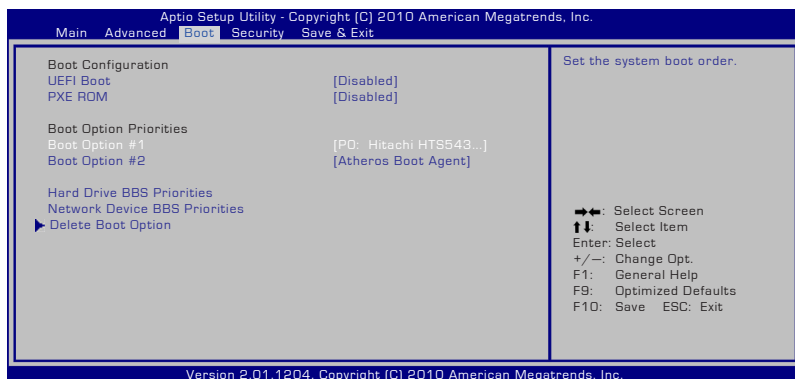 Aptio Setup Utility - Copyright (C) 2010 American Megatrends, Inc.
Main Advanced Boot Security Save & Exit
Boot Configuration
UEFI Boot [Disabled]
PXE ROM [Disabled]
Boot Option Priorities
Boot Option #1 [P0: Hitachi HTS543...]
Boot Option #2 [Atheros Boot Agent]
Hard Drive BBS Priorities
Network Device BBS Priorities
Delete Boot Option
Set the system boot order.
→←: Select Screen
↑↓: Select Item
Enter: Select
+/—: Change Opt.
F1: General Help
F9: Optimized Defaults
F10: Save ESC: Exit
Version 2.01.1204. Copyright (C) 2010 American Megatrends, Inc.